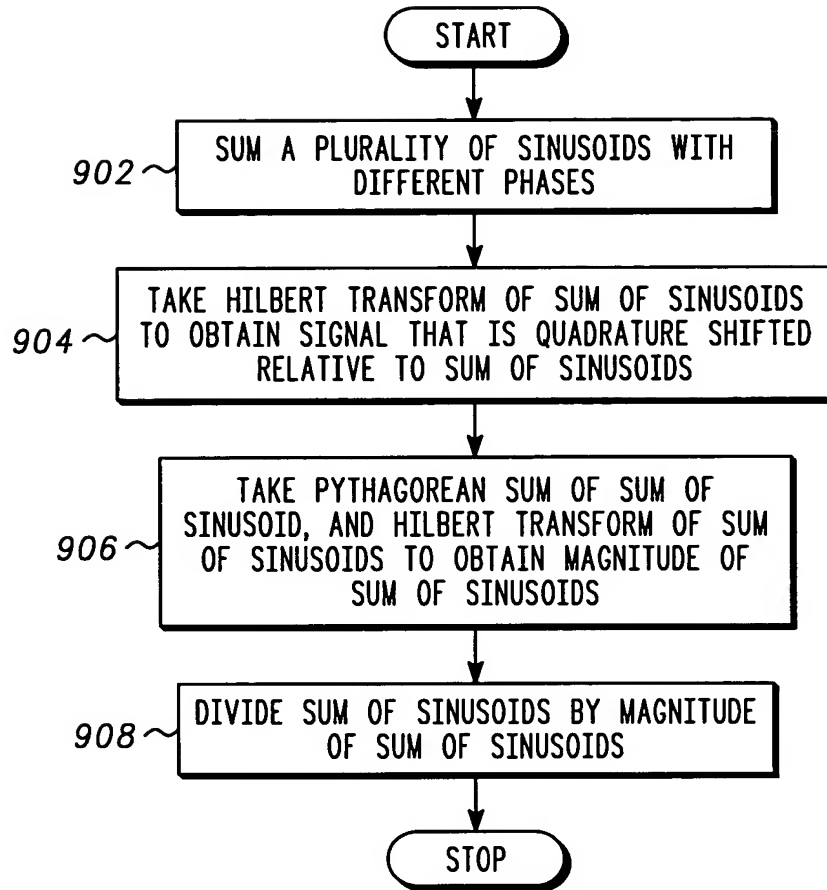 START
902
SUM A PLURALITY OF SINUSOIDS WITH
DIFFERENT PHASES
904
TAKE HILBERT TRANSFORM OF SUM OF SINUSOIDS
TO OBTAIN SIGNAL THAT IS QUADRATURE SHIFTED
RELATIVE TO SUM OF SINUSOIDS
906
TAKE PYTHAGOREAN SUM OF SUM OF
SINUSOID, AND HILBERT TRANSFORM OF SUM
OF SINUSOIDS TO OBTAIN MAGNITUDE OF
SUM OF SINUSOIDS
908
DIVIDE SUM OF SINUSOIDS BY MAGNITUDE
OF SUM OF SINUSOIDS
STOP